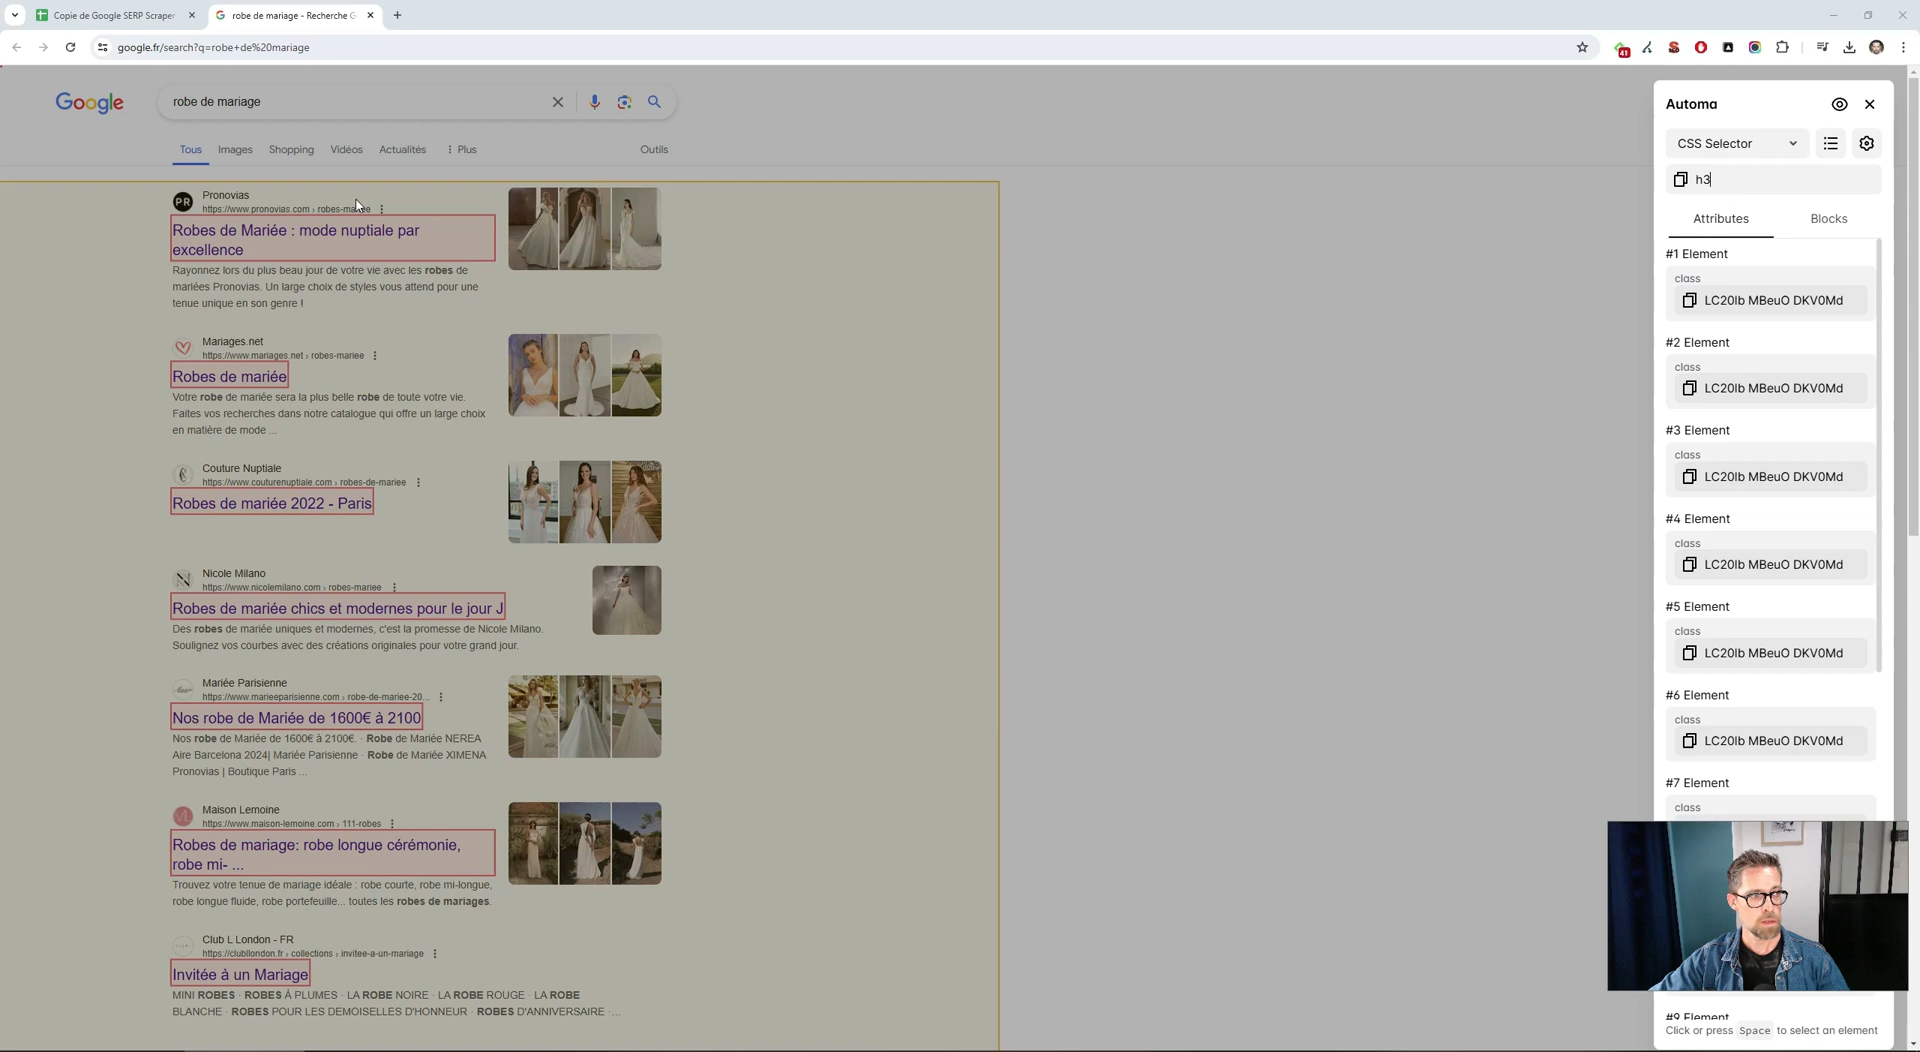 Copie de Google SERP Scraper
robe de mariage - Recherche G
google.fr/search?q=robe+de%20mariage
41
Google
robe de mariage
Tous
Images
Shopping
Vidéos
Actualités
Plus
Outils
PR
Pronovias
https://www.pronovias.com › robes-mariee
Robes de Mariée : mode nuptiale par
excellence
Rayonnez lors du plus beau jour de votre vie avec les robes de
mariées Pronovias. Un large choix de styles vous attend pour une
tenue unique en son genre !
Mariages.net
https://www.mariages.net › robes-mariee
Robes de mariée
Votre robe de mariée sera la plus belle robe de toute votre vie.
Faites vos recherches dans notre catalogue qui offre un large choix
en matière de mode ...
Couture Nuptiale
https://www.couturenuptiale.com › robes-de-mariee
Robes de mariée 2022 - Paris
N
Nicole Milano
https://www.nicolemilano.com › robes-mariee
Robes de mariée chics et modernes pour le jour J
Des robes de mariée uniques et modernes, c'est la promesse de Nicole Milano.
Soulignez vos courbes avec des créations originales pour votre grand jour.
Mariée Parisienne
https://www.marieeparisienne.com › robe-de-mariee-20...
Nos robe de Mariée de 1600€ à 2100
Nos robe de Mariée de 1600€ à 2100€. · Robe de Mariée NEREA
Aire Barcelona 2024| Mariée Parisienne · Robe de Mariée XIMENA
Pronovias | Boutique Paris ...
Maison Lemoine
https://www.maison-lemoine.com › 111-robes
Robes de mariage: robe longue cérémonie,
robe mi- ...
Trouvez votre tenue de mariage idéale : robe courte, robe mi-longue,
robe longue fluide, robe portefeuille... toutes les robes de mariages.
Club L London - FR
https://clubllondon.fr › collections › invitee-a-un-mariage
Invitée à un Mariage
MINI ROBES · ROBES À PLUMES · LA ROBE NOIRE · LA ROBE ROUGE · LA ROBE
BLANCHE · ROBES POUR LES DEMOISELLES D'HONNEUR · ROBES D'ANNIVERSAIRE ·...
Automa
CSS Selector
h3
Attributes
Blocks
#1 Element
class
LC20lb MBeuO DKV0Md
#2 Element
class
LC20lb MBeuO DKV0Md
#3 Element
class
LC20lb MBeuO DKV0Md
#4 Element
class
LC20lb MBeuO DKV0Md
#5 Element
class
LC20lb MBeuO DKV0Md
#6 Element
class
LC20lb MBeuO DKV0Md
#7 Element
class
#9 Element
Click or press Space to select an element